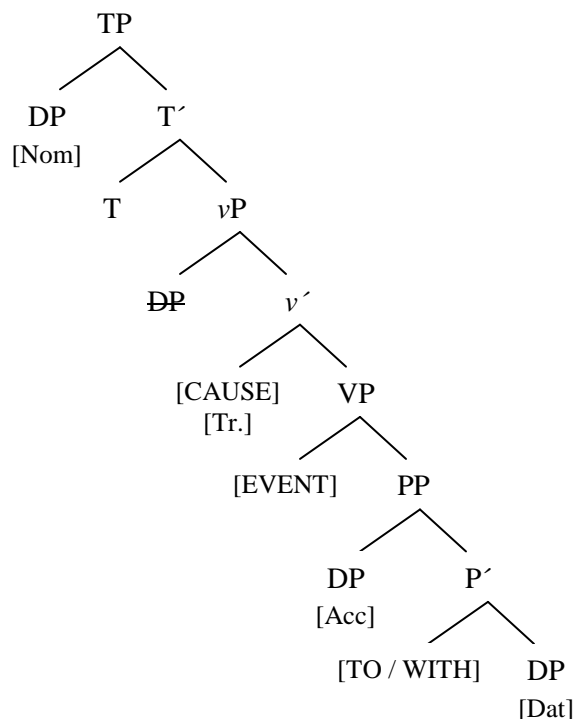 TP
DP T´
[Nom]
T vP
DP v´
[CAUSE] VP
[Tr.]
[EVENT] PP
DP P´
[Acc]
[TO / WITH] DP
[Dat]